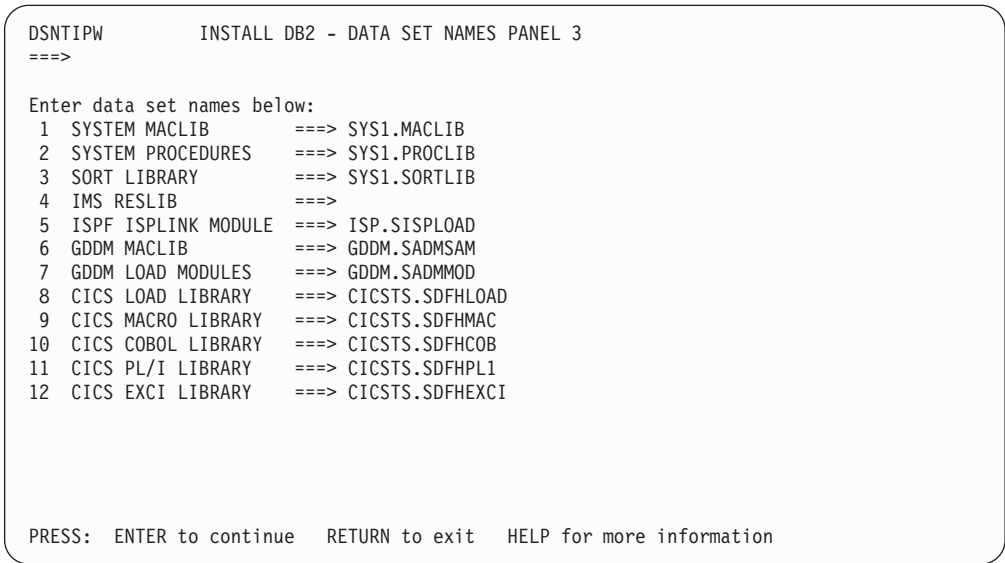 DSNTIPW INSTALL DB2 - DATA SET NAMES PANEL 3
===>
Enter data set names below:
1 SYSTEM MACLIB ===> SYS1.MACLIB
2 SYSTEM PROCEDURES ===> SYS1.PROCLIB
3 SORT LIBRARY ===> SYS1.SORTLIB
4 IMS RESLIB ===>
5 ISPF ISPLINK MODULE ===> ISP.SISPLOAD
6 GDDM MACLIB ===> GDDM.SADMSAM
7 GDDM LOAD MODULES ===> GDDM.SADMMOD
8 CICS LOAD LIBRARY ===> CICSTS.SDFHLOAD
9 CICS MACRO LIBRARY ===> CICSTS.SDFHMAC
10 CICS COBOL LIBRARY ===> CICSTS.SDFHCOB
11 CICS PL/I LIBRARY ===> CICSTS.SDFHPL1
12 CICS EXCI LIBRARY ===> CICSTS.SDFHEXCI
PRESS: ENTER to continue RETURN to exit HELP for more information